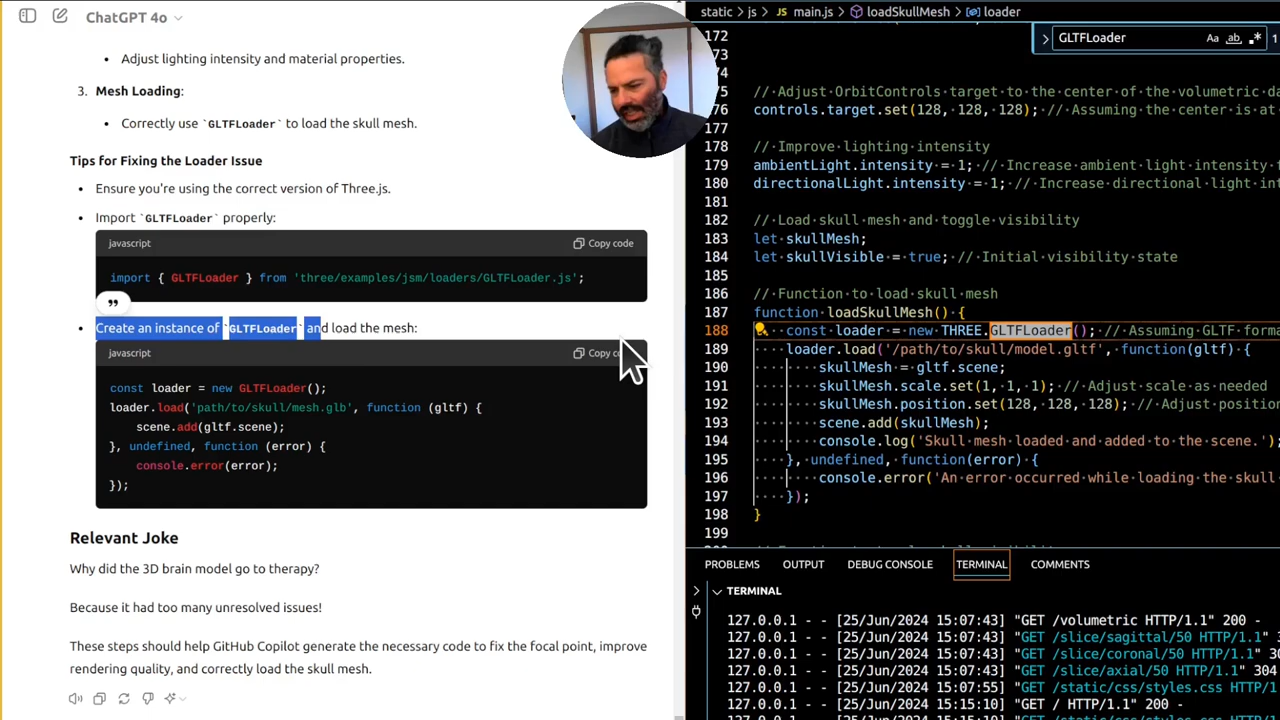 ChatGPT 4o
• Adjust lighting intensity and material properties.
3. Mesh Loading:
• Correctly use `GLTFLoader` to load the skull mesh.
Tips for Fixing the Loader Issue
• Ensure you're using the correct version of Three.js.
• Import `GLTFLoader` properly:
javascript
Copy code
import { GLTFLoader } from 'three/examples/jsm/loaders/GLTFLoader.js';
• Create an instance of `GLTFLoader` and load the mesh:
javascript
Copy
const loader = new GLTFLoader();
loader.load('path/to/skull/mesh.glb', function (gltf) {
scene.add(gltf.scene);
}, undefined, function (error) {
console.error(error);
});
Relevant Joke
Why did the 3D brain model go to therapy?
Because it had too many unresolved issues!
These steps should help GitHub Copilot generate the necessary code to fix the focal point, improve
rendering quality, and correctly load the skull mesh.
static > js > JS main.js > loadSkullMesh > loader
GLTFLoader Aa ab .* 1
172
173
174
175 // Adjust OrbitControls target to the center of the volumetric da
176 controls.target.set(128, 128, 128); // Assuming the center is at
177
178 // Improve lighting intensity
179 ambientLight.intensity = 1; // Increase ambient light intensity t
180 directionalLight.intensity = 1; // Increase directional light int
181
182 // Load skull mesh and toggle visibility
183 let skullMesh;
184 let skullVisible = true; // Initial visibility state
185
186 // Function to load skull mesh
187 function loadSkullMesh() {
188 const loader = new THREE.GLTFLoader(); // Assuming GLTF forma
189 loader.load('/path/to/skull/model.gltf', function(gltf) {
190 skullMesh = gltf.scene;
191 skullMesh.scale.set(1, 1, 1); // Adjust scale as needed
192 skullMesh.position.set(128, 128, 128); // Adjust position
193 scene.add(skullMesh);
194 console.log('Skull mesh loaded and added to the scene.');
195 }, undefined, function(error) {
196 console.error('An error occurred while loading the skull
197 });
198 }
199
PROBLEMS OUTPUT DEBUG CONSOLE TERMINAL COMMENTS
TERMINAL
127.0.0.1 - - [25/Jun/2024 15:07:43] "GET /volumetric HTTP/1.1" 200 -
127.0.0.1 - - [25/Jun/2024 15:07:43] "GET /slice/sagittal/50 HTTP/1.1"
127.0.0.1 - - [25/Jun/2024 15:07:43] "GET /slice/coronal/50 HTTP/1.1" 30
127.0.0.1 - - [25/Jun/2024 15:07:43] "GET /slice/axial/50 HTTP/1.1" 304
127.0.0.1 - - [25/Jun/2024 15:07:55] "GET /static/css/styles.css HTTP/1
127.0.0.1 - - [25/Jun/2024 15:15:10] "GET / HTTP/1.1" 200 -